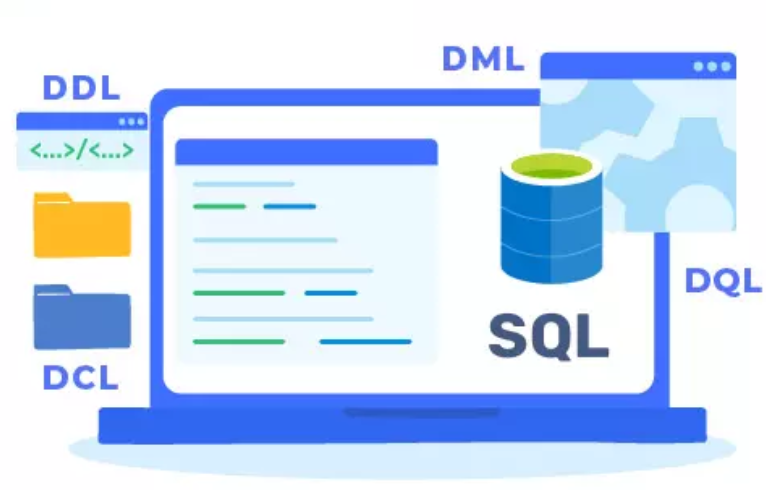 DML
DDL
<...>/<...>
DQL
SQL
DCL